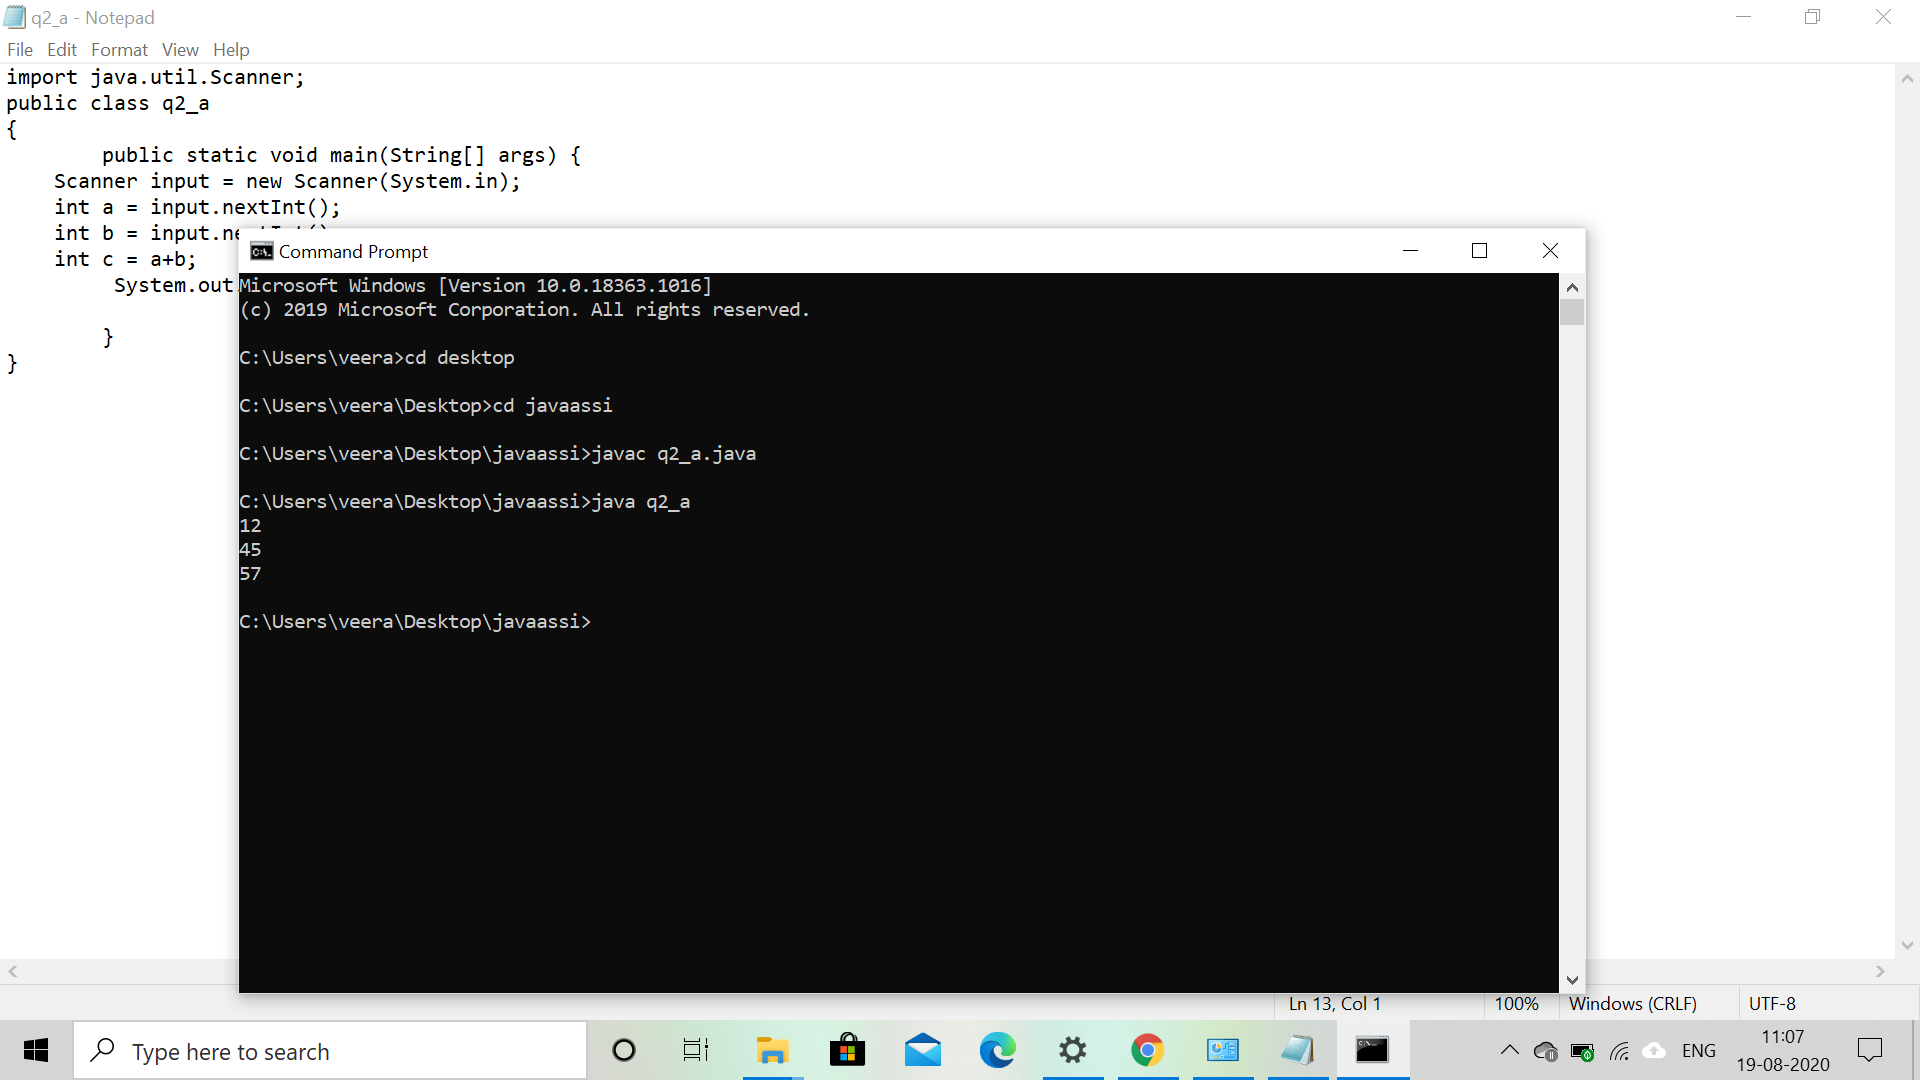 q2_a - Notepad
File Edit Format View Help
import java.util.Scanner;
public class q2_a
{
public static void main(String[] args) {
Scanner input = new Scanner(System.in);
int a = input.nextInt();
int b = input.ne
int c = a+b;
System.out
}
}
Command Prompt
Microsoft Windows [Version 10.0.18363.1016]
(c) 2019 Microsoft Corporation. All rights reserved.
C:\Users\veera>cd desktop
C:\Users\veera\Desktop>cd javaassi
C:\Users\veera\Desktop\javaassi>javac q2_a.java
C:\Users\veera\Desktop\javaassi>java q2_a
12
45
57
C:\Users\veera\Desktop\javaassi>
Ln 13, Col 1 100% Windows (CRLF) UTF-8
Type here to search
ENG
11:07
19-08-2020